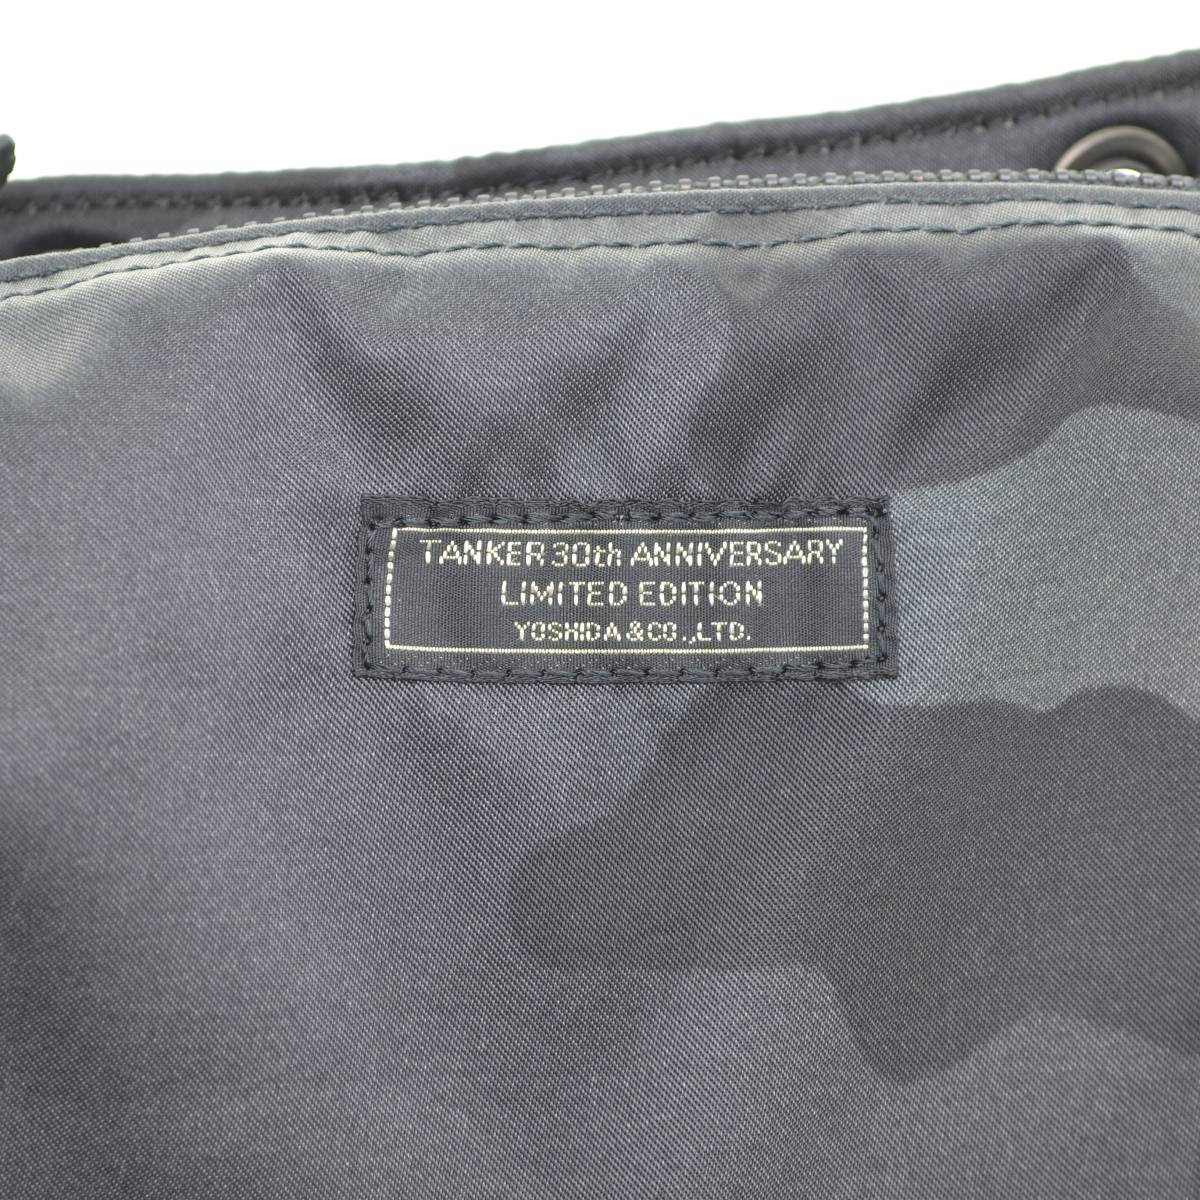 TANKER 30th ANNIVERSARY
LIMITED EDITION
YOSHIDA & CO.,LTD.